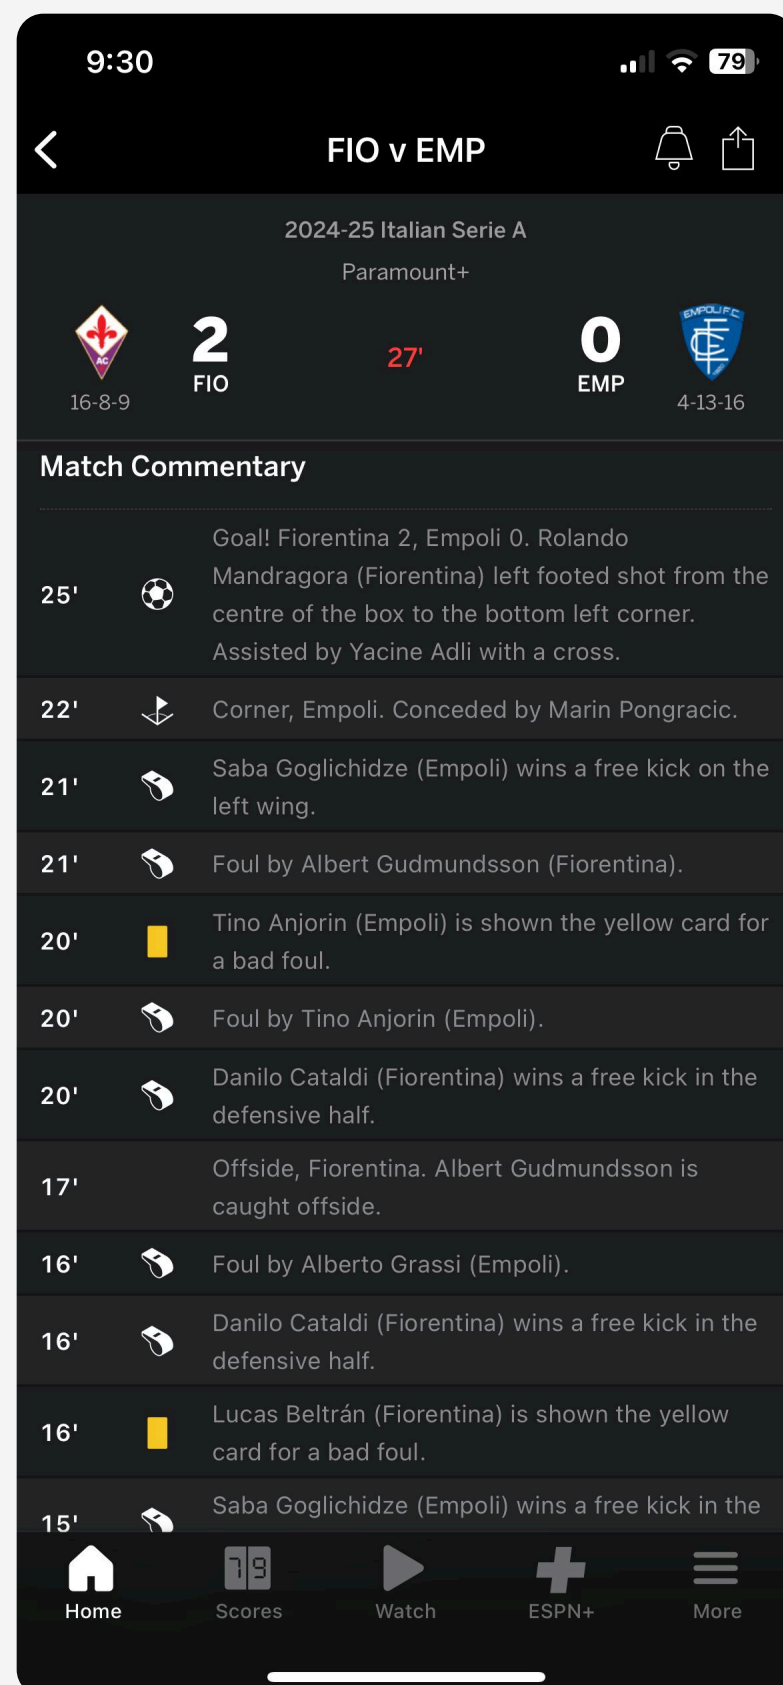 9:30
79
FIO v EMP
2024-25 Italian Serie A
Paramount+
AC
2
FIO
16-8-9
27'
0
EMP
EMPOLI F.C.
4-13-16
Match Commentary
25'
Goal! Fiorentina 2, Empoli 0. Rolando
Mandragora (Fiorentina) left footed shot from the
centre of the box to the bottom left corner.
Assisted by Yacine Adli with a cross.
22'
Corner, Empoli. Conceded by Marin Pongracic.
21'
Saba Goglichidze (Empoli) wins a free kick on the
left wing.
21'
Foul by Albert Gudmundsson (Fiorentina).
20'
Tino Anjorin (Empoli) is shown the yellow card for
a bad foul.
20'
Foul by Tino Anjorin (Empoli).
20'
Danilo Cataldi (Fiorentina) wins a free kick in the
defensive half.
17'
Offside, Fiorentina. Albert Gudmundsson is
caught offside.
16'
Foul by Alberto Grassi (Empoli).
16'
Danilo Cataldi (Fiorentina) wins a free kick in the
defensive half.
16'
Lucas Beltrán (Fiorentina) is shown the yellow
card for a bad foul.
15'
Saba Goglichidze (Empoli) wins a free kick in the
79
Home
Scores
Watch
ESPN+
More